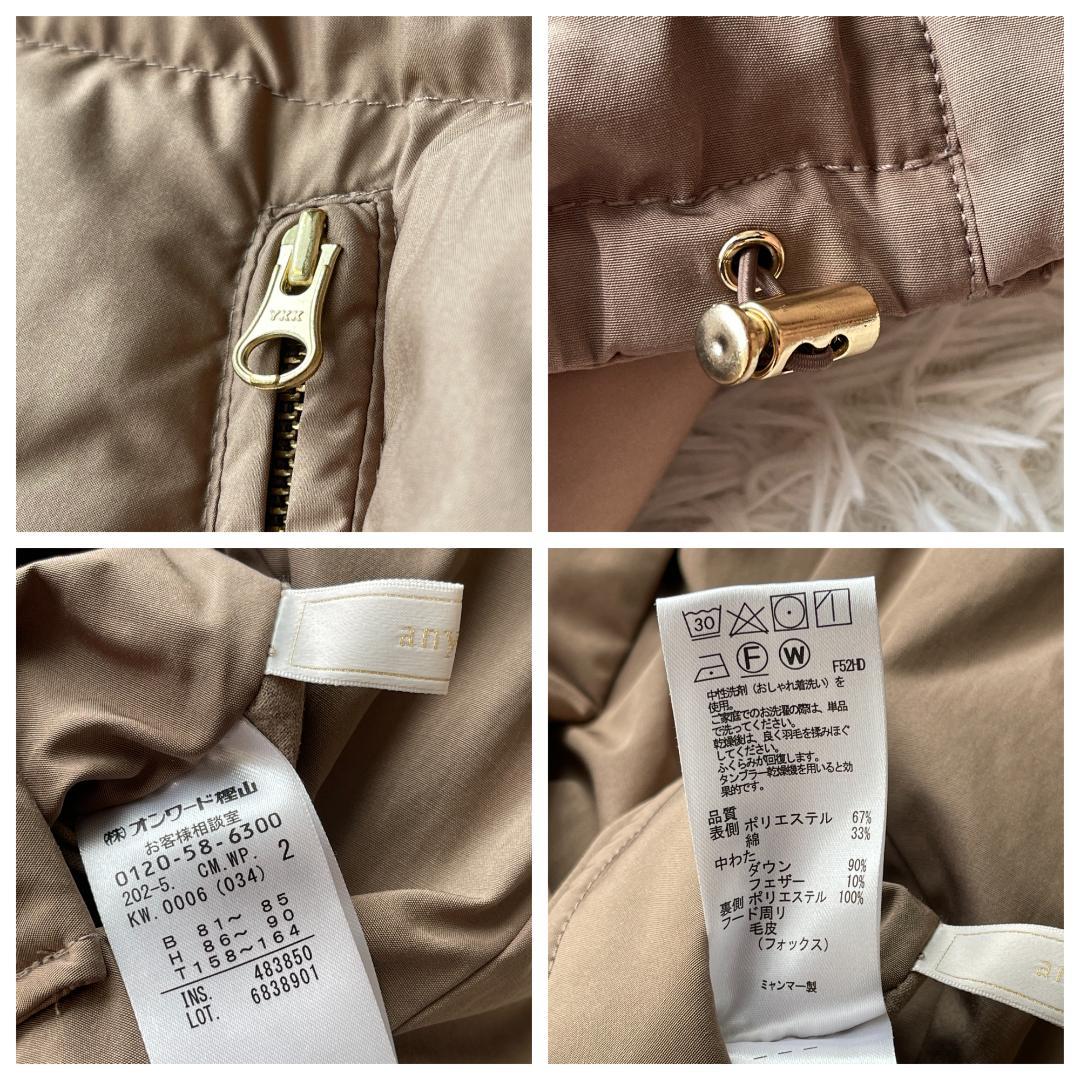 YKK
any
(株)オンワード樫山
お客様相談室
0120-58-6300
202-5. CM.WP. 2
KW.0006 (034)
B 81～ 85
H 86～ 90
T158～164
INS. 483850
LOT. 6838901
30
F W F52HD
中性洗剤（おしゃれ着洗い）を
使用。
ご家庭でのお洗濯の際は、単品
で洗ってください。
乾燥後は、良く羽毛を揉みほぐ
してください。
ふくらみが回復します。
タンブラー乾燥機を用いると効
果的です。
品質
表側 ポリエステル 67%
綿 33%
中わた
ダウン 90%
フェザー 10%
裏側 ポリエステル 100%
フード周リ
毛皮
（フォックス）
ミャンマー製